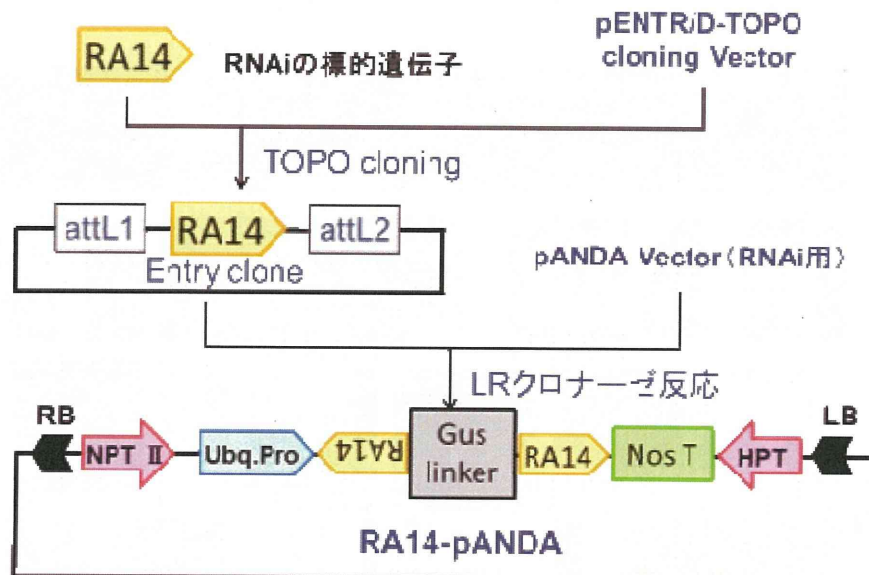 pENTR/D-TOPO
cloning Vector
RA14 RNAiの標的遺伝子
TOPO cloning
attL1 RA14 attL2
Entry clone
pANDA Vector(RNAi用)
LRクロナーゼ反応
RB LB
NPT II Ubq.Pro RA14 Gus linker RA14 Nos T HPT
RA14-pANDA